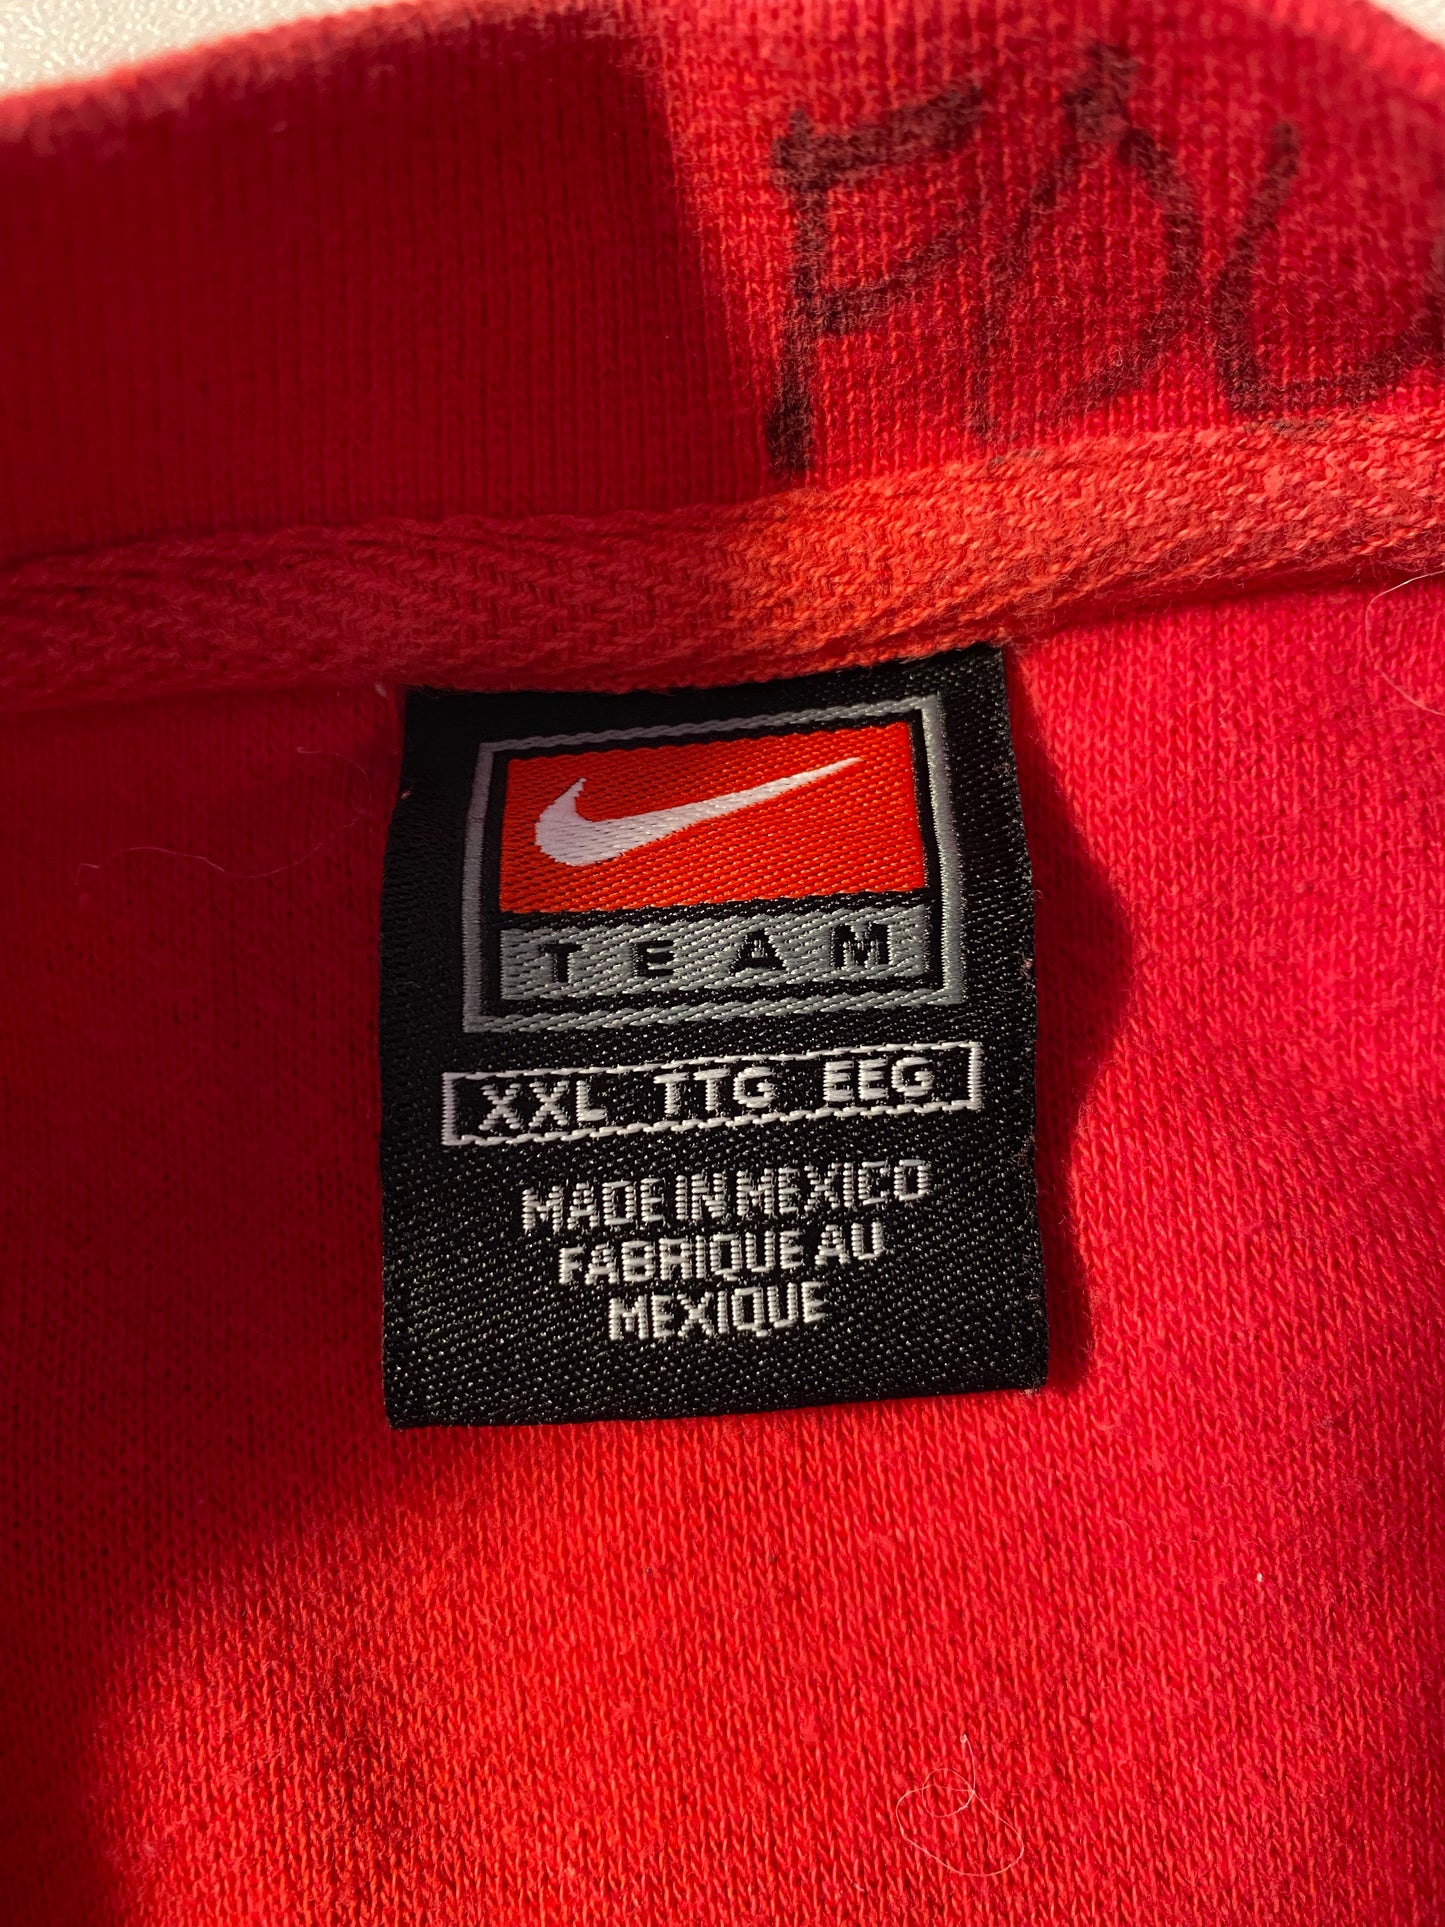 TEAM
XXL TTG EEG
MADE IN MEXICO
FABRIQUE AU
MEXIQUE